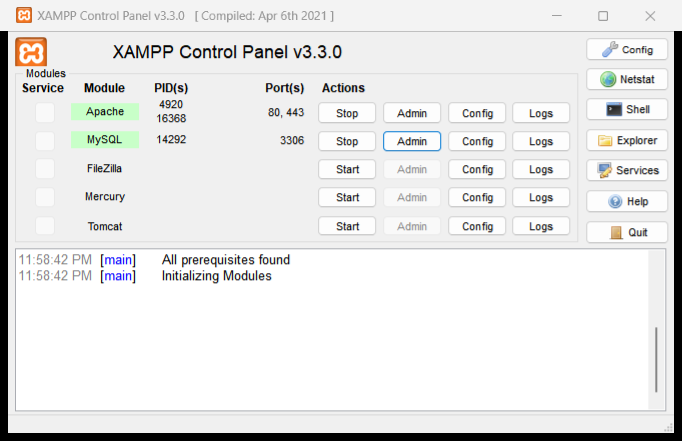 XAMPP Control Panel v3.3.0 [ Compiled: Apr 6th 2021 ]
XAMPP Control Panel v3.3.0
Config
Modules
Service Module PID(s) Port(s) Actions
Netstat
Apache 4920 16368 80, 443 Stop Admin Config Logs
Shell
MySQL 14292 3306 Stop Admin Config Logs
Explorer
FileZilla Start Admin Config Logs
Services
Mercury Start Admin Config Logs
Help
Tomcat Start Admin Config Logs
Quit
11:58:42 PM [main] All prerequisites found
11:58:42 PM [main] Initializing Modules